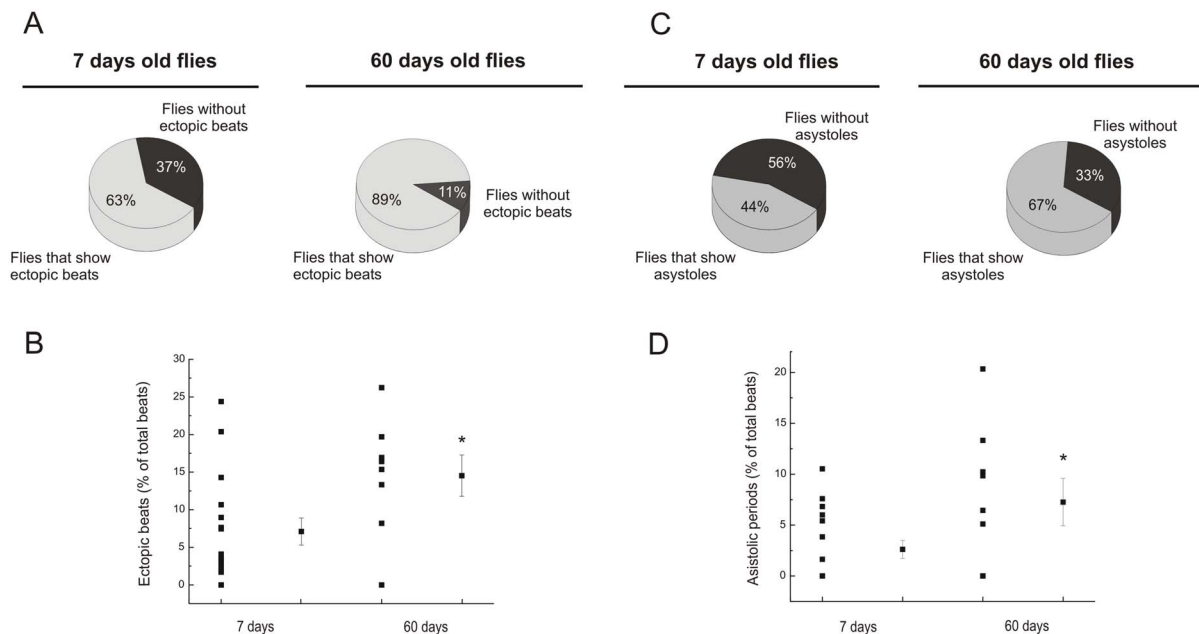 A
7 days old flies
60 days old flies
Flies without
ectopic beats
37%
63%
Flies that show
ectopic beats
89%
11%
Flies without
ectopic beats
Flies that show
ectopic beats
C
7 days old flies
60 days old flies
Flies without
asystoles
56%
44%
Flies that show
asystoles
Flies without
asystoles
33%
67%
Flies that show
asystoles
B
Ectopic beats (% of total beats)
30
25
20
15
10
5
0
*
7 days
60 days
D
Asistolic periods (% of total beats)
20
15
10
5
0
*
7 days
60 days